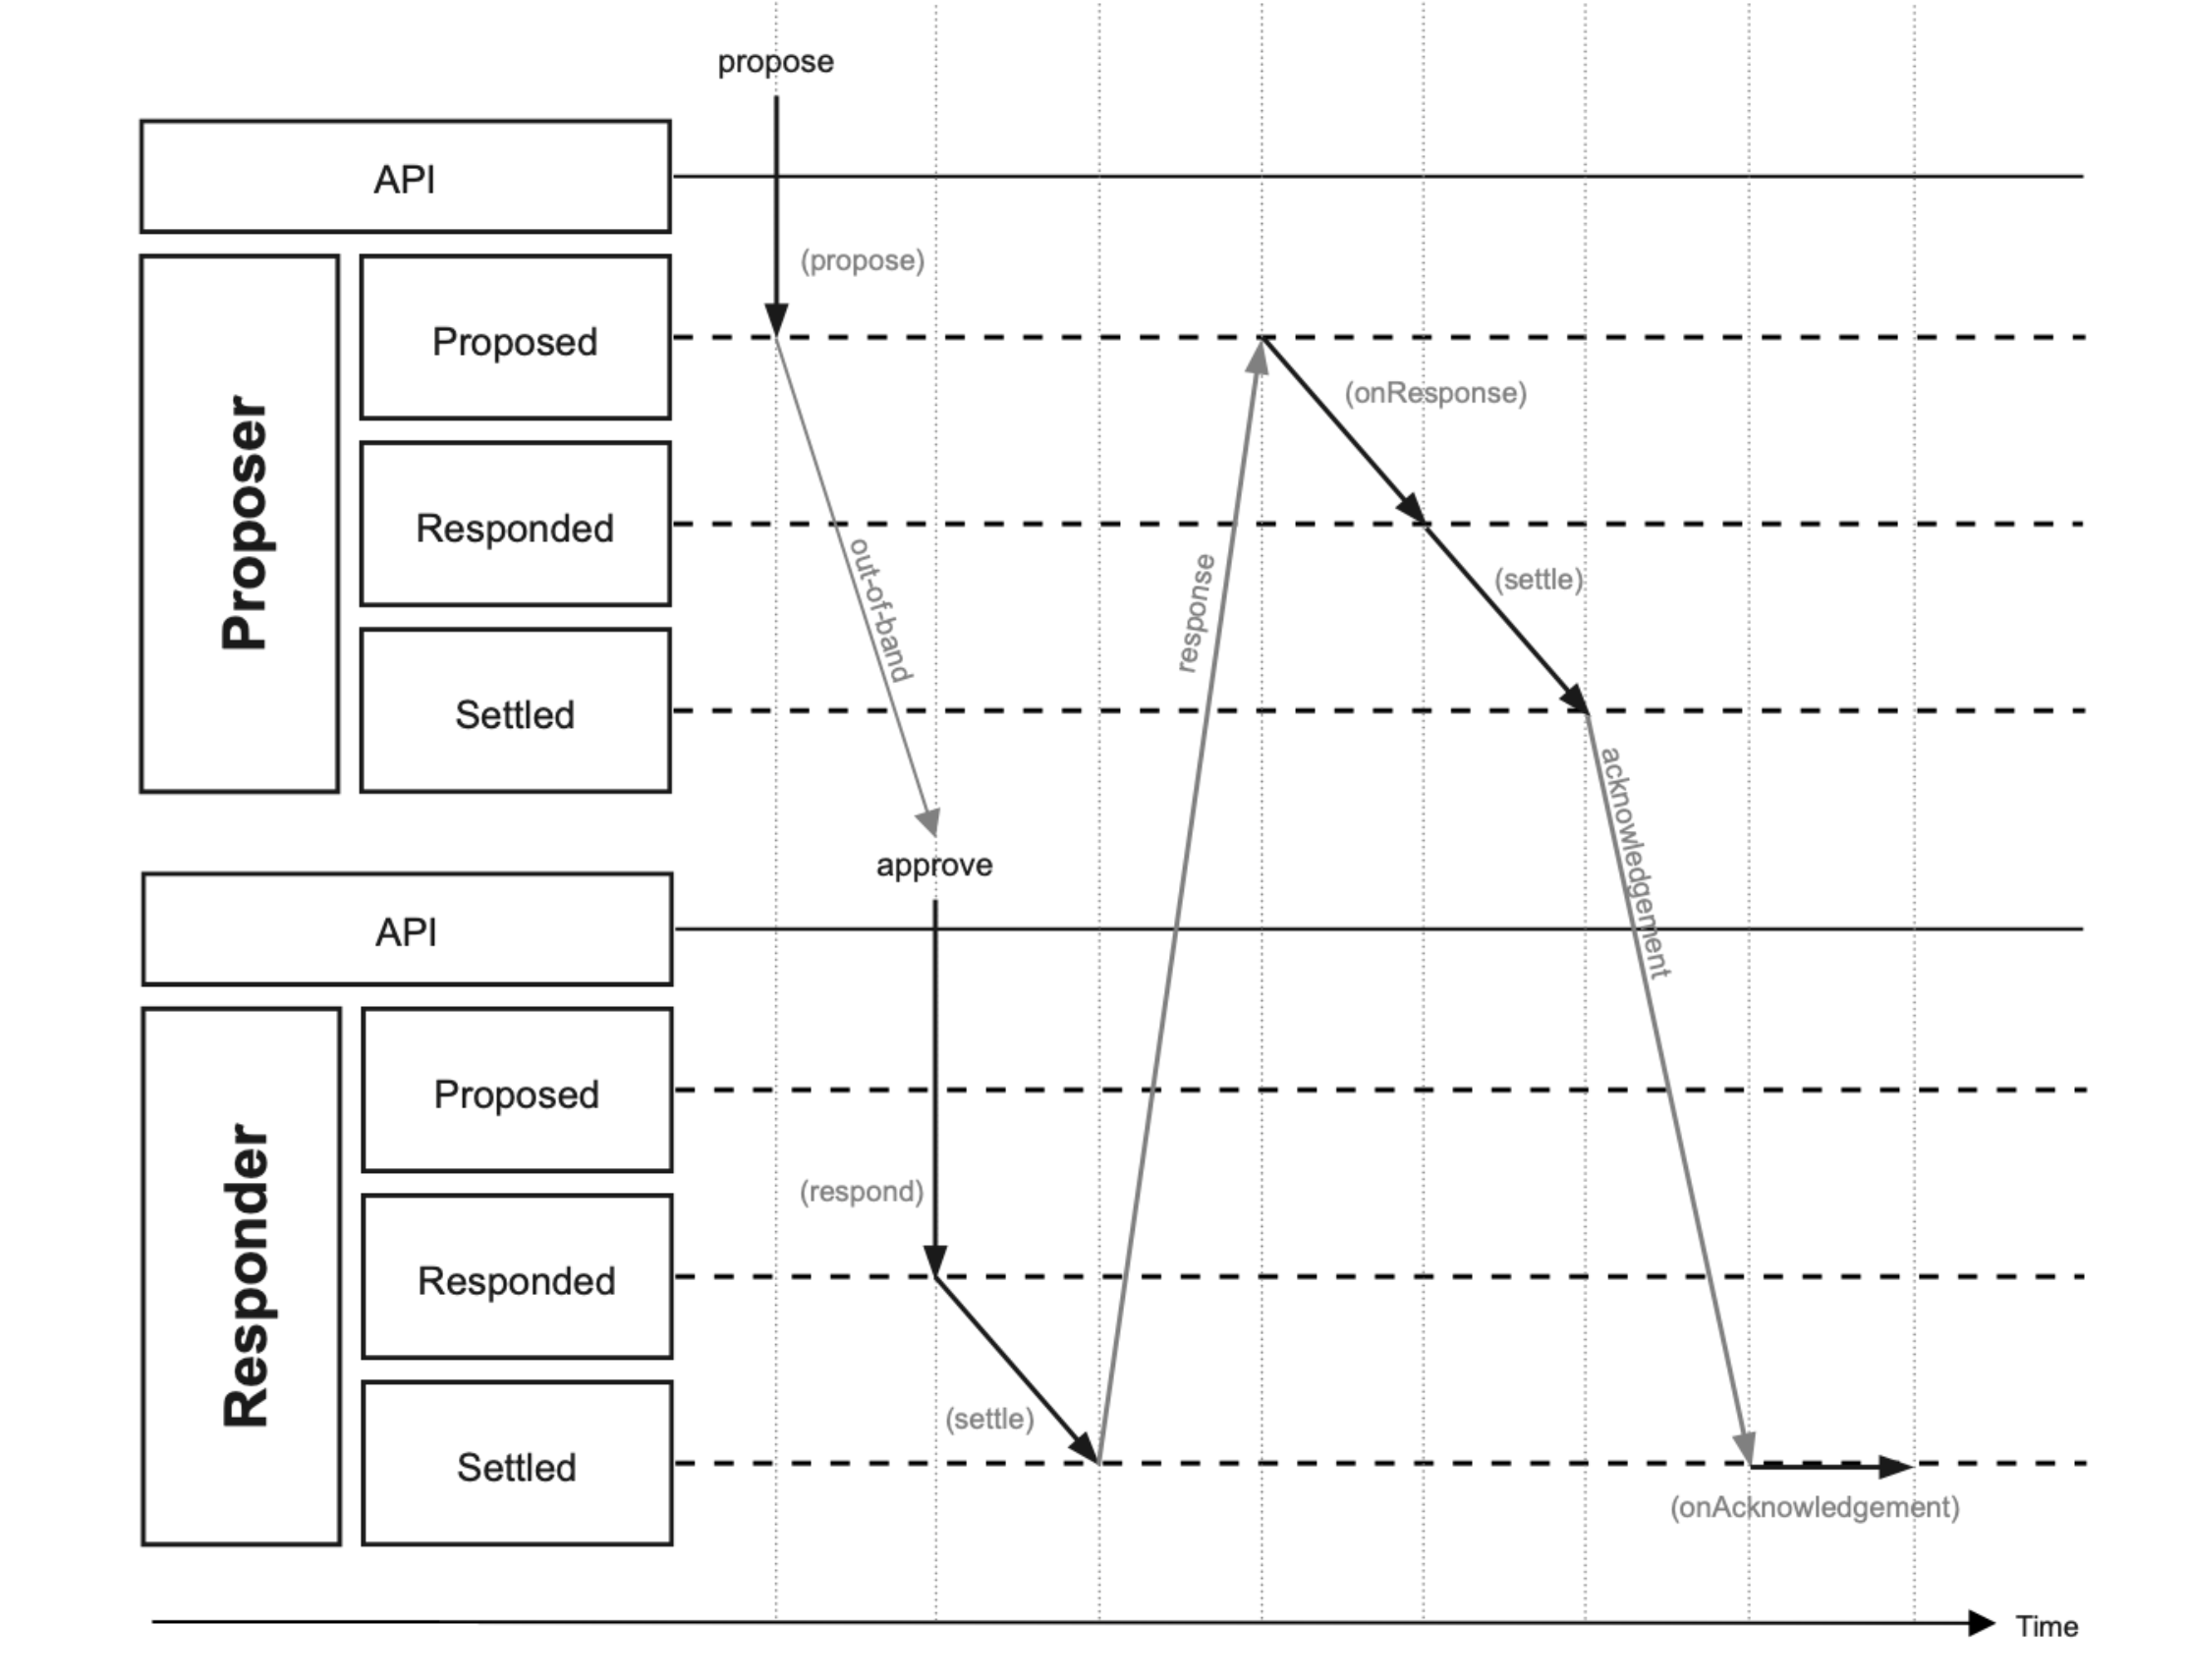 propose
API
(propose)
Proposer
Proposed
(onResponse)
Responded
(settle)
out-of-band
response
Settled
acknowledgement
approve
API
Responder
Proposed
(respond)
Responded
(settle)
Settled
(onAcknowledgement)
Time